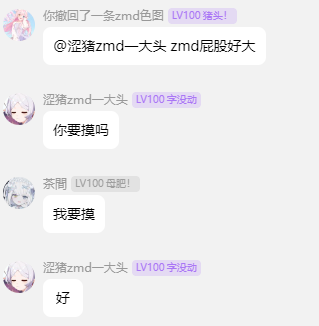 你撤回了一条zmd色图 LV100 猪头!
@涩猪zmd一大头 zmd屁股好大
涩猪zmd一大头 LV100 字没动
你要摸吗
茶間 LV100 母肥!
我要摸
涩猪zmd一大头 LV100 字没动
好